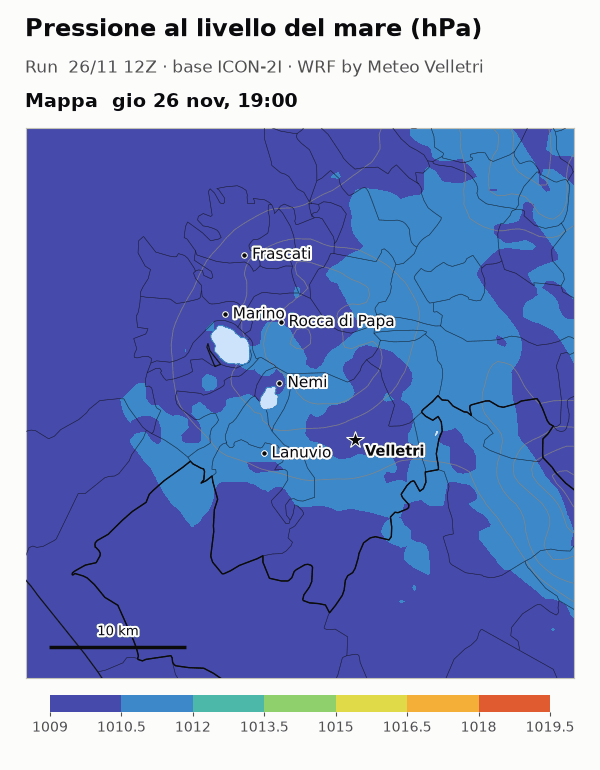 Pressione al livello del mare (hPa)
Run  26/11 12Z · base ICON-2I · WRF by Meteo Velletri
Mappa  gio 26 nov, 19:00
Frascati
Marino
Rocca di Papa
Nemi
Velletri
Lanuvio
10 km
1009 1010.5 1012 1013.5 1015 1016.5 1018 1019.5